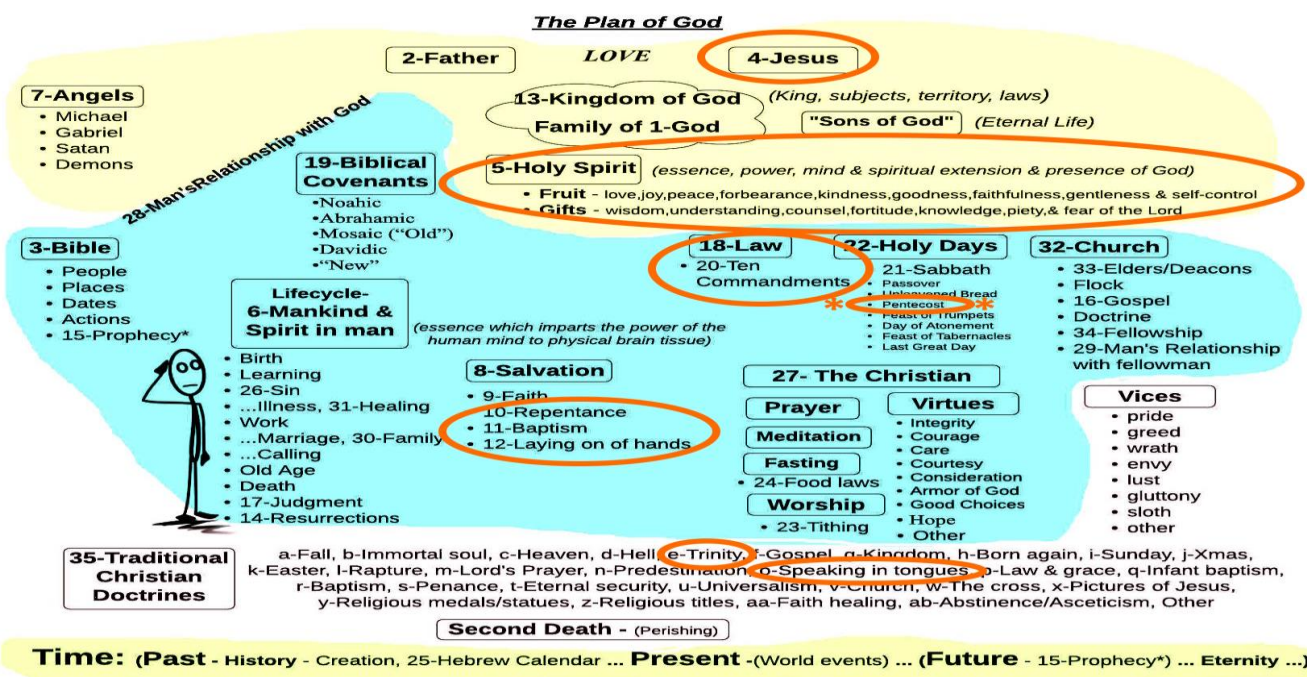 The Plan of God
2-Father
LOVE
4-Jesus
7-Angels
• Michael
• Gabriel
• Satan
• Demons
13-Kingdom of God
(King, subjects, territory, laws)
Family of 1-God
"Sons of God" (Eternal Life)
28-Man'sRelationship with God
19-Biblical
Covenants
•Noahic
•Abrahamic
•Mosaic (“Old”)
•Davidic
•“New”
5-Holy Spirit (essence, power, mind & spiritual extension & presence of God)
• Fruit - love,joy,peace,forbearance,kindness,goodness,faithfulness,gentleness & self-control
• Gifts - wisdom,understanding,counsel,fortitude,knowledge,piety,& fear of the Lord
3-Bible
• People
• Places
• Dates
• Actions
• 15-Prophecy*
Lifecycle-
6-Mankind &
Spirit in man
(essence which imparts the power of the
human mind to physical brain tissue)
• Birth
• Learning
• 26-Sin
• ...Illness, 31-Healing
• Work
• ...Marriage, 30-Family
• ...Calling
• Old Age
• Death
• 17-Judgment
• 14-Resurrections
8-Salvation
• 9-Faith
10-Repentance
• 11-Baptism
• 12-Laying on of hands
18-Law
• 20-Ten
Commandments
22-Holy Days
21-Sabbath
• Passover
• Unleavened Bread
* • Pentecost *
• Feast of Trumpets
• Day of Atonement
• Feast of Tabernacles
• Last Great Day
32-Church
• 33-Elders/Deacons
• Flock
• 16-Gospel
• Doctrine
• 34-Fellowship
• 29-Man's Relationship
with fellowman
27- The Christian
Prayer
Meditation
Fasting
• 24-Food laws
Worship
• 23-Tithing
Virtues
• Integrity
• Courage
• Care
• Courtesy
• Consideration
• Armor of God
• Good Choices
• Hope
• Other
Vices
• pride
• greed
• wrath
• envy
• lust
• gluttony
• sloth
• other
35-Traditional
Christian
Doctrines
a-Fall, b-Immortal soul, c-Heaven, d-Hell, e-Trinity, f-Gospel, g-Kingdom, h-Born again, i-Sunday, j-Xmas,
k-Easter, l-Rapture, m-Lord's Prayer, n-Predestination, o-Speaking in tongues, p-Law & grace, q-Infant baptism,
r-Baptism, s-Penance, t-Eternal security, u-Universalism, v-Church, w-The cross, x-Pictures of Jesus,
y-Religious medals/statues, z-Religious titles, aa-Faith healing, ab-Abstinence/Asceticism, Other
Second Death - (Perishing)
Time: (Past - History - Creation, 25-Hebrew Calendar ... Present -(World events) ... (Future - 15-Prophecy*) ... Eternity ...)